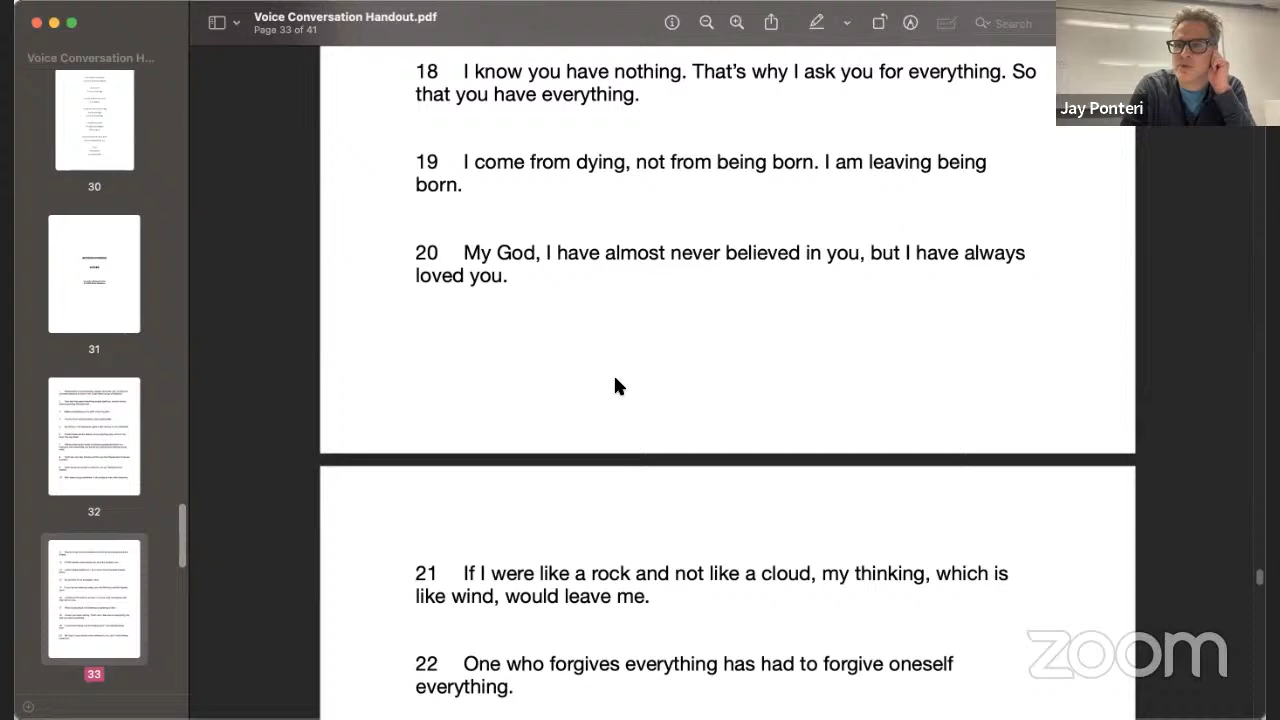 Voice Conversation Handout.pdf
Page 33 of 41
Search
Voice Conversation H...
30
31
32
33
18 I know you have nothing. That's why I ask you for everything. So
that you have everything.
19 I come from dying, not from being born. I am leaving being
born.
20 My God, I have almost never believed in you, but I have always
loved you.
21 If I were like a rock and not like a cloud, my thinking, which is
like wind, would leave me.
22 One who forgives everything has had to forgive oneself
everything.
Jay Ponteri
zoom